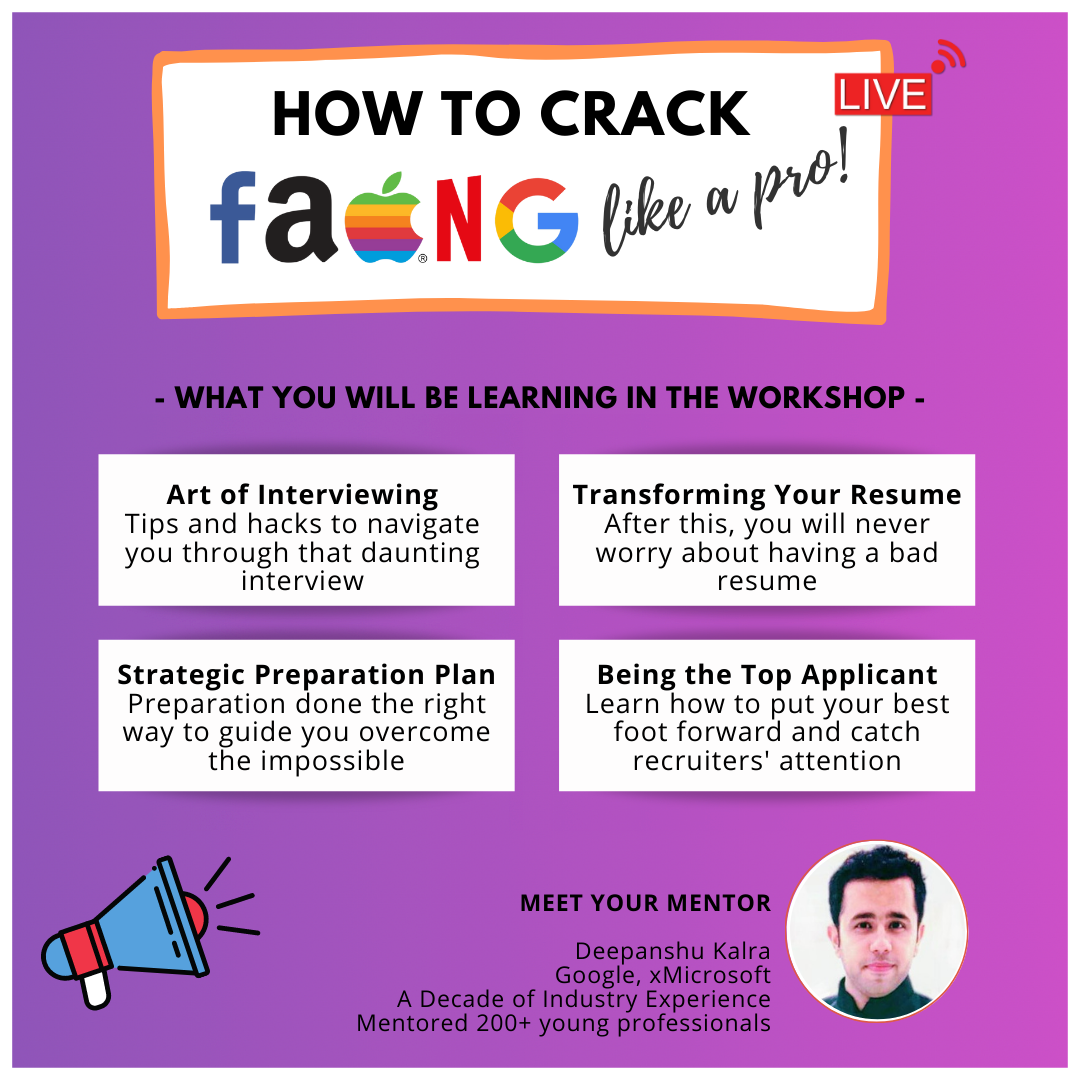 LIVE
HOW TO CRACK
faNG like a pro!
®
- WHAT YOU WILL BE LEARNING IN THE WORKSHOP -
Art of Interviewing
Tips and hacks to navigate
you through that daunting
interview
Transforming Your Resume
After this, you will never
worry about having a bad
resume
Strategic Preparation Plan
Preparation done the right
way to guide you overcome
the impossible
Being the Top Applicant
Learn how to put your best
foot forward and catch
recruiters' attention
MEET YOUR MENTOR
Deepanshu Kalra
Google, xMicrosoft
A Decade of Industry Experience
Mentored 200+ young professionals